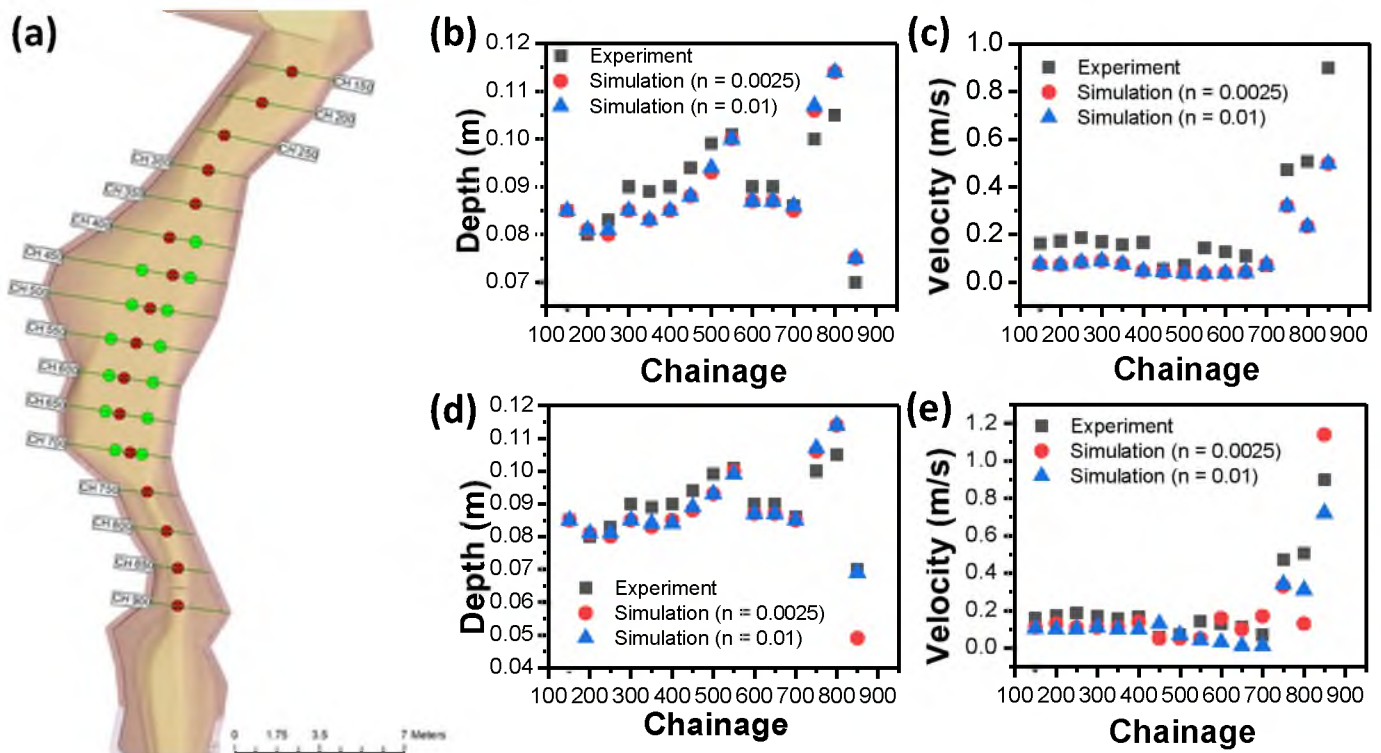 (a)
CH 150
CH 200
CH 250
CH 300
CH 350
CH 400
CH 450
CH 500
CH 550
CH 600
CH 650
CH 700
CH 750
CH 800
CH 850
CH 900
0 1.75 3.5 7 Meters
(b)
0.12
0.11
0.10
0.09
0.08
0.07
Depth (m)
Experiment
Simulation (n = 0.0025)
Simulation (n = 0.01)
100 200 300 400 500 600 700 800 900
Chainage
(c)
1.0
0.8
0.6
0.4
0.2
0.0
Velocity (m/s)
Experiment
Simulation (n = 0.0025)
Simulation (n = 0.01)
100 200 300 400 500 600 700 800 900
Chainage
(d)
0.12
0.11
0.10
0.09
0.08
0.07
0.06
0.05
0.04
Depth (m)
Experiment
Simulation (n = 0.0025)
Simulation (n = 0.01)
100 200 300 400 500 600 700 800 900
Chainage
(e)
1.2
1.0
0.8
0.6
0.4
0.2
0.0
Velocity (m/s)
Experiment
Simulation (n = 0.0025)
Simulation (n = 0.01)
100 200 300 400 500 600 700 800 900
Chainage